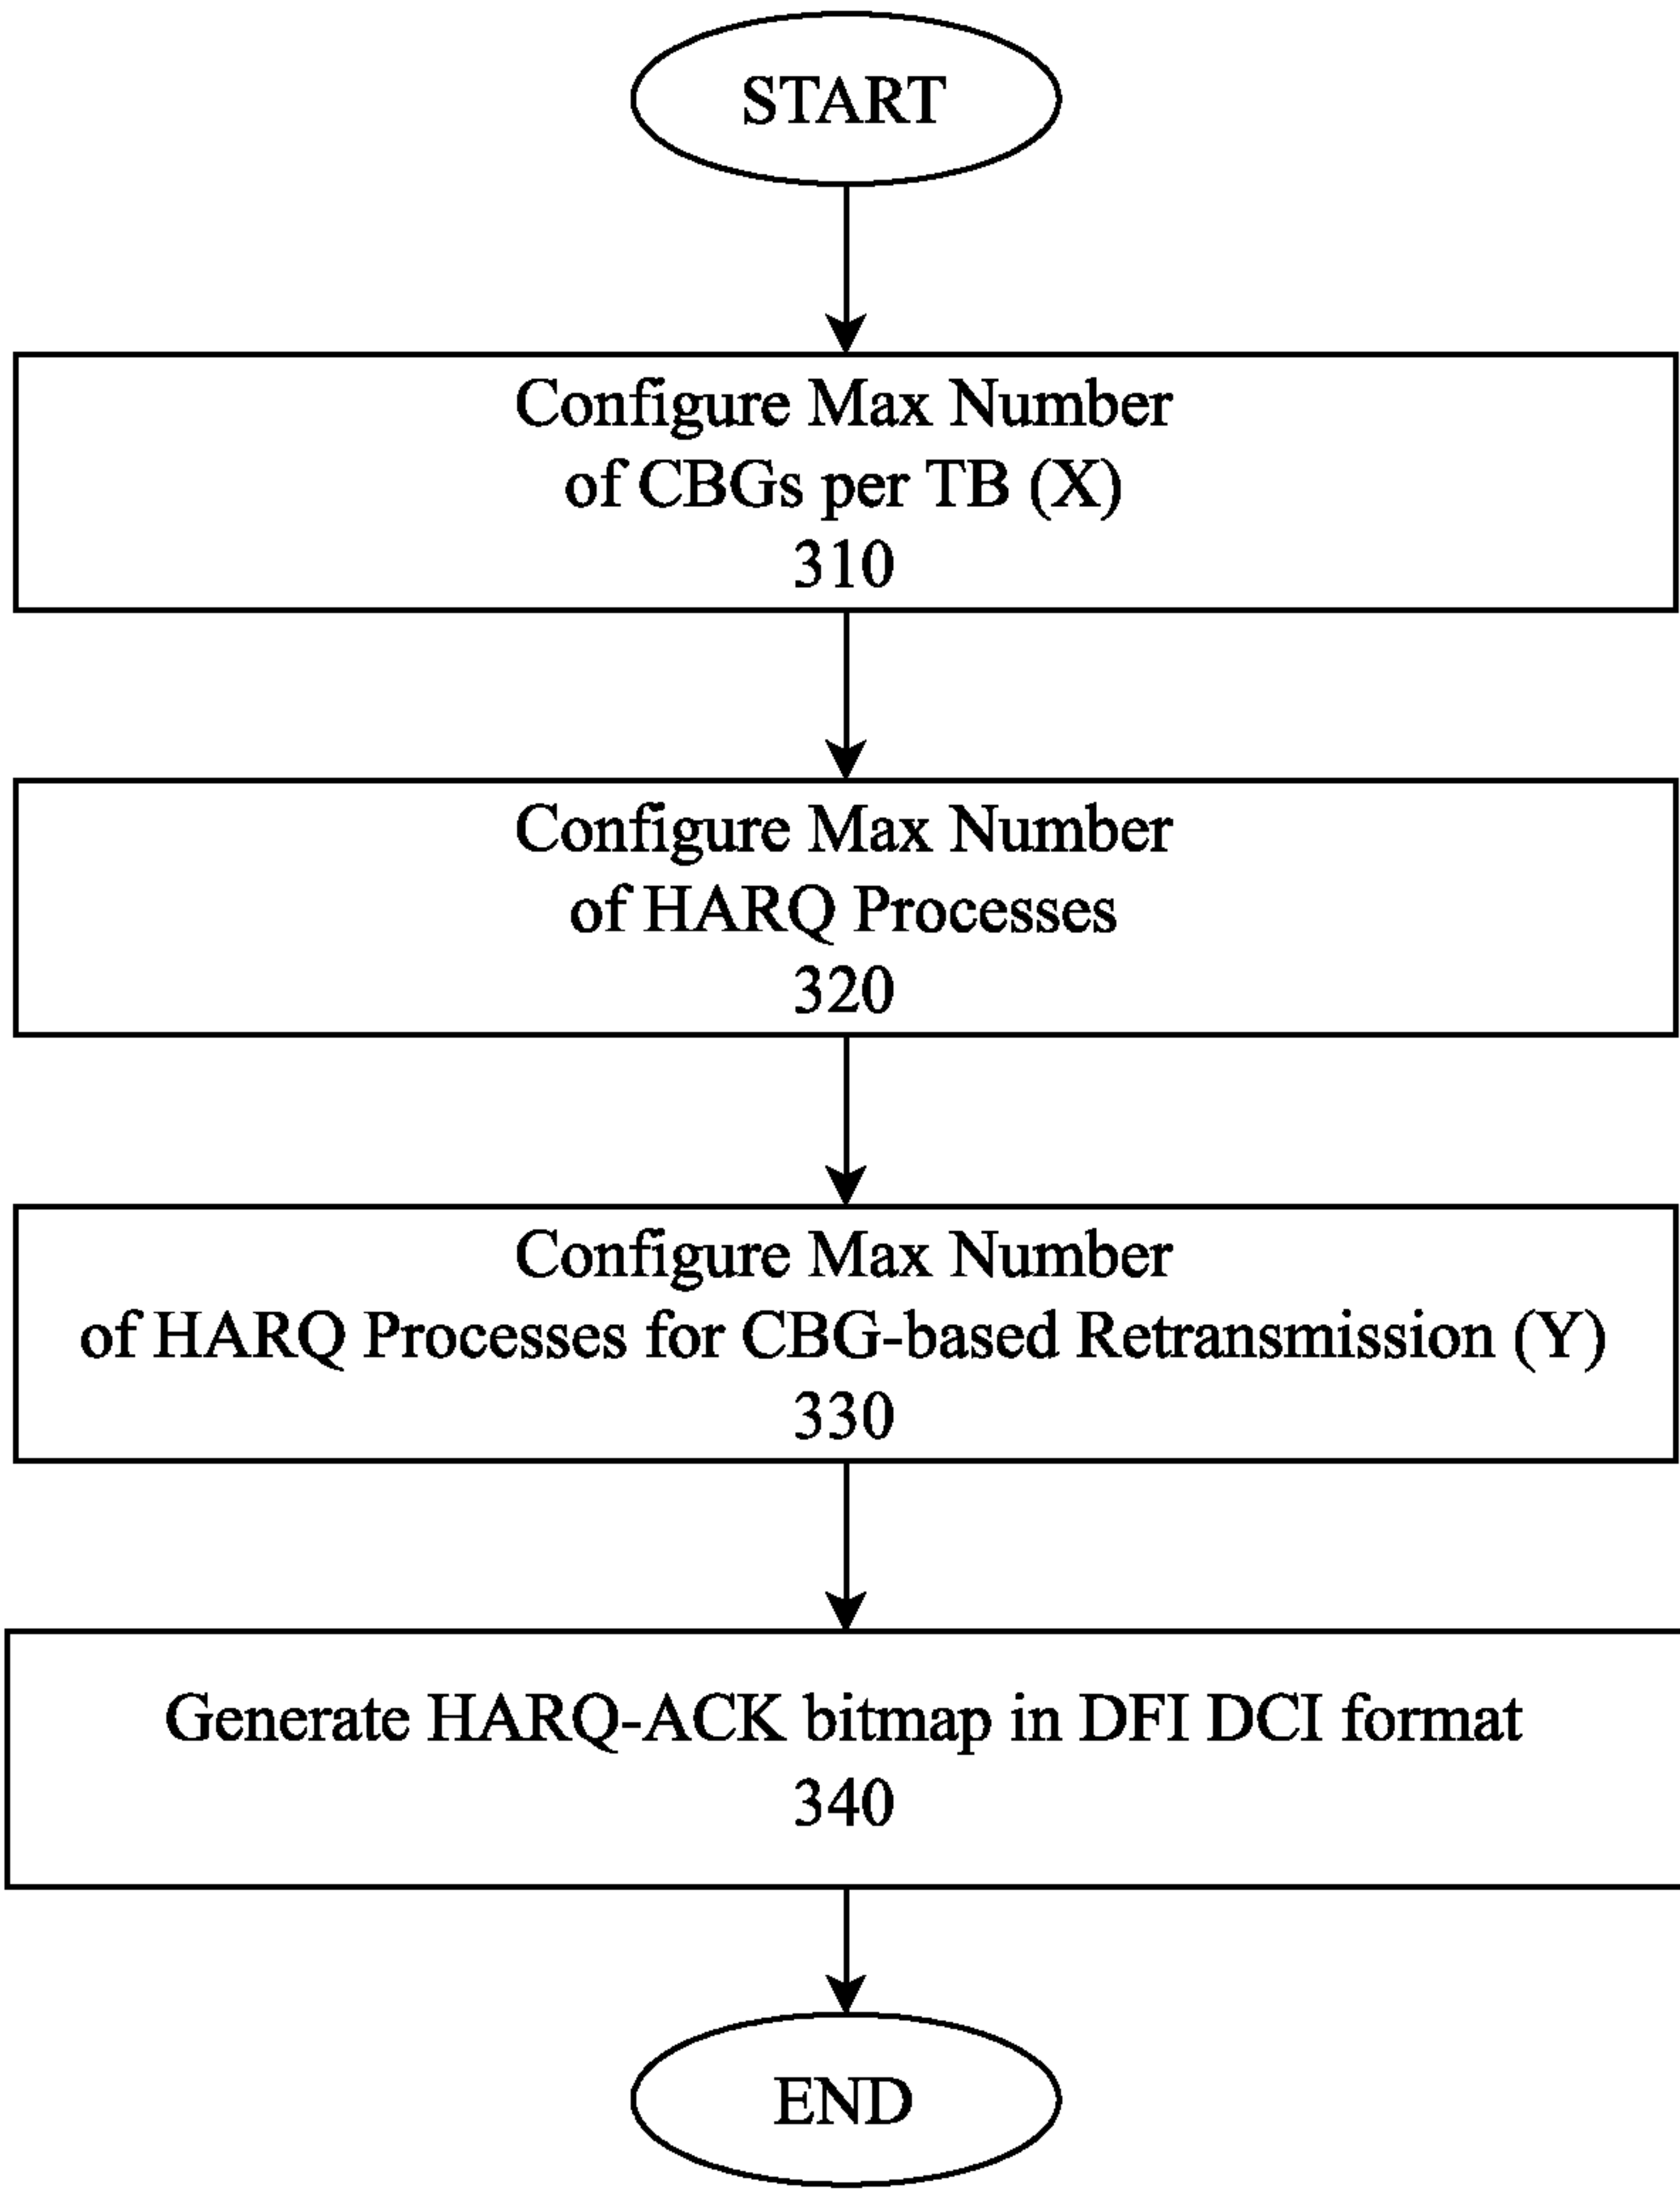 START
Configure Max Number
of CBGs per TB (X)
310
Configure Max Number
of HARQ Processes
320
Configure Max Number
of HARQ Processes for CBG-based Retransmission (Y)
330
Generate HARQ-ACK bitmap in DFI DCI format
340
END